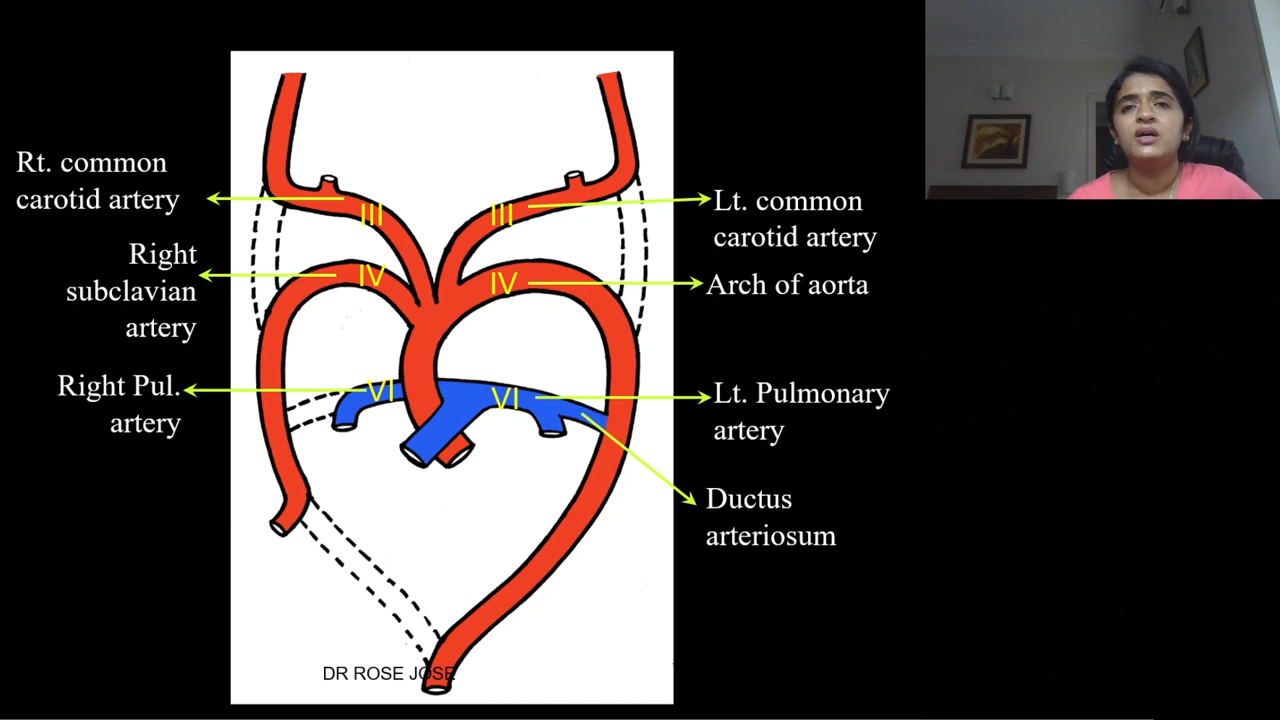 Rt. common
carotid artery
Right
subclavian
artery
Right Pul.
artery
III
III
IV
IV
VI
VI
Lt. common
carotid artery
Arch of aorta
Lt. Pulmonary
artery
Ductus
arteriosum
DR ROSE JOSE